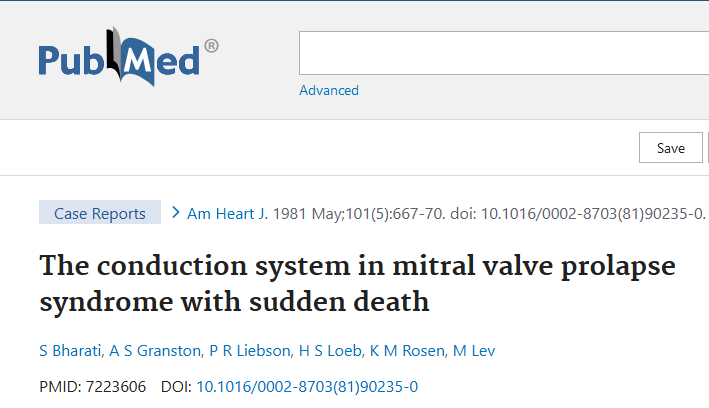 PubMed®
Advanced
Save
Case Reports > Am Heart J. 1981 May;101(5):667-70. doi: 10.1016/0002-8703(81)90235-0.
The conduction system in mitral valve prolapse
syndrome with sudden death
S Bharati, A S Granston, P R Liebson, H S Loeb, K M Rosen, M Lev
PMID: 7223606 DOI: 10.1016/0002-8703(81)90235-0